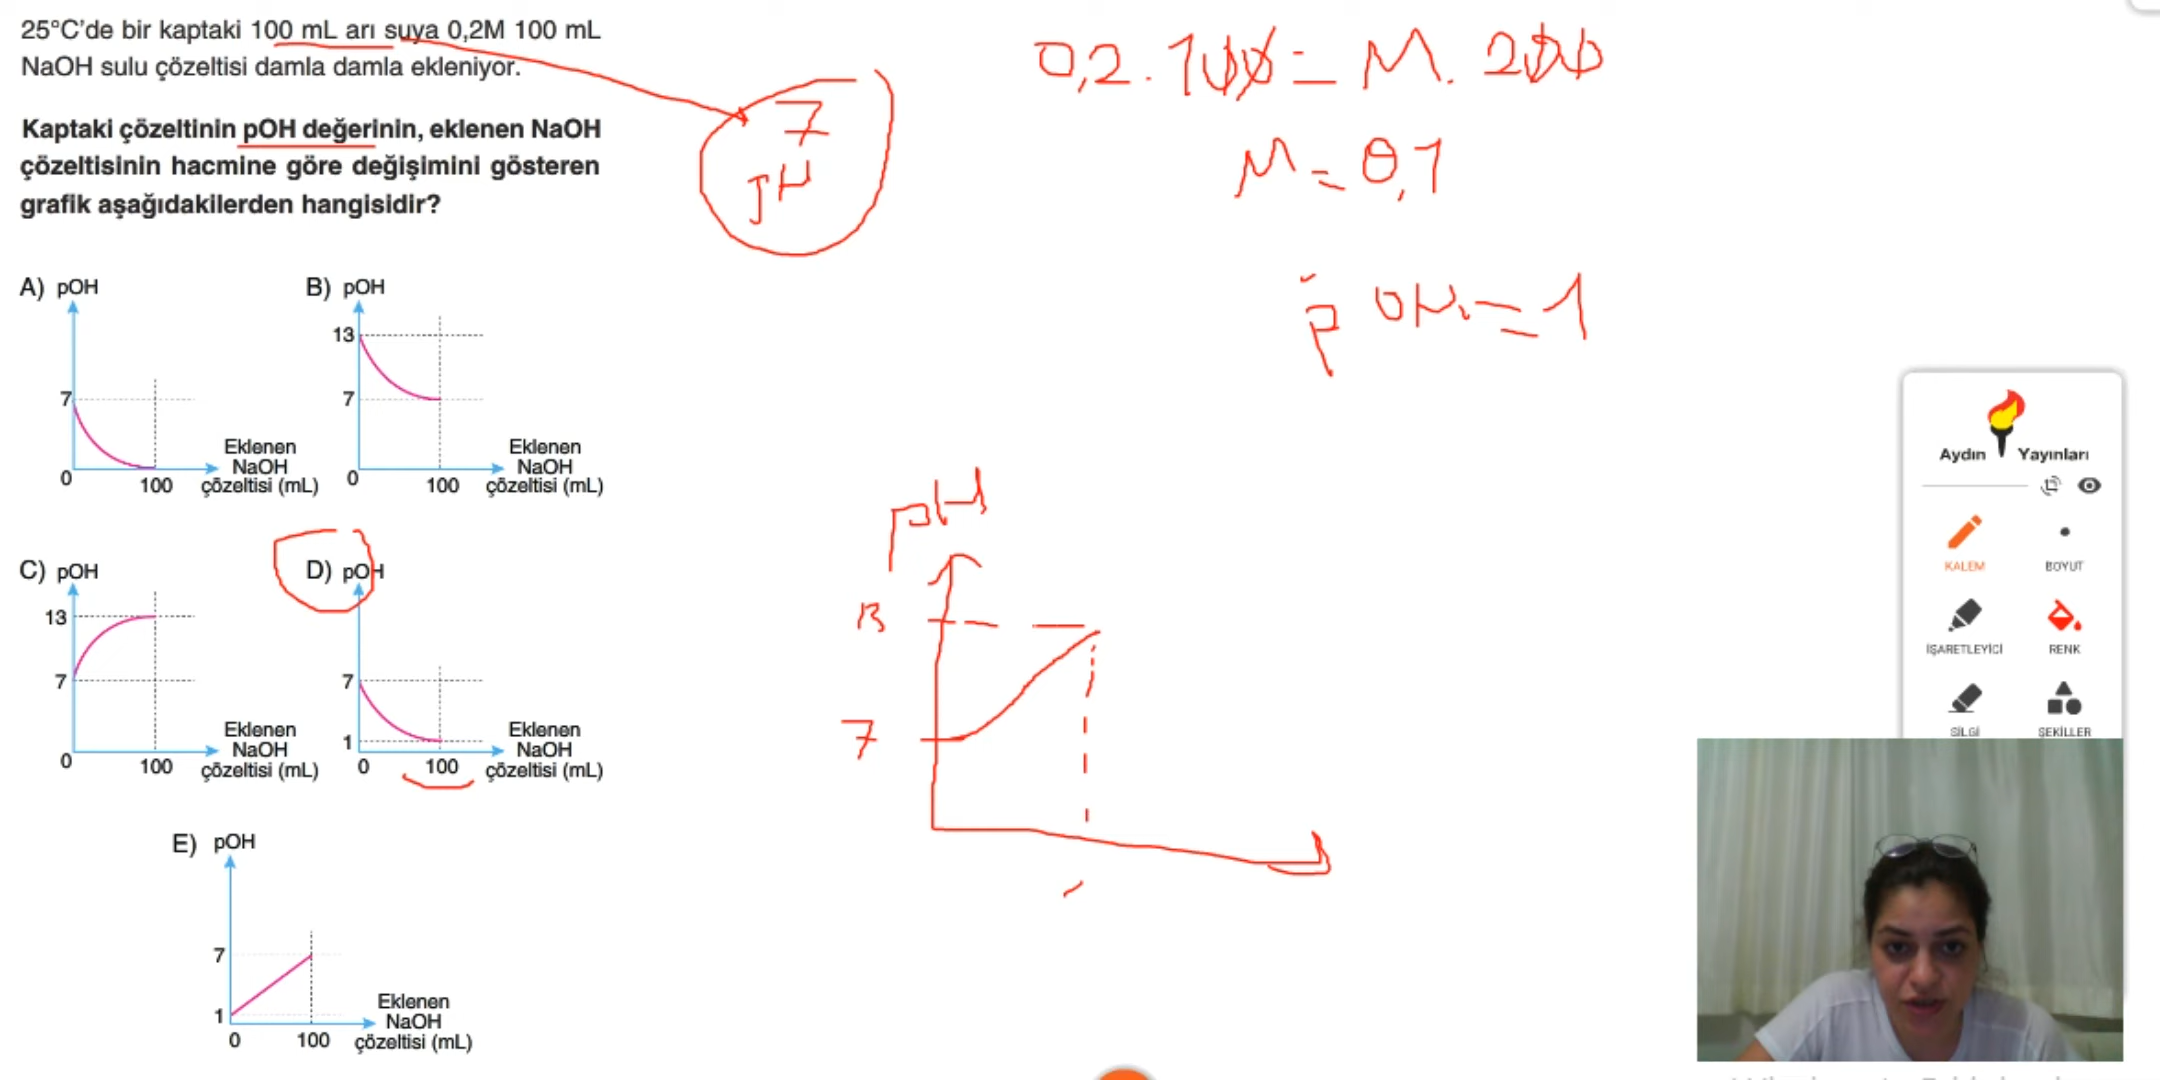 25°C'de bir kaptaki 100 mL arı suya 0,2M 100 mL
NaOH sulu çözeltisi damla damla ekleniyor.
Kaptaki çözeltinin pOH değerinin, eklenen NaOH
çözeltisinin hacmine göre değişimini gösteren
grafik aşağıdakilerden hangisidir?
7
pH
0,2 . 100 = M. 200
M = 0,1
pOH = 1
A) pOH
7
0
100
Eklenen
NaOH
çözeltisi (mL)
B) pOH
13
7
0
100
Eklenen
NaOH
çözeltisi (mL)
C) pOH
13
7
0
100
Eklenen
NaOH
çözeltisi (mL)
D) pOH
7
1
0
100
Eklenen
NaOH
çözeltisi (mL)
E) pOH
7
1
0
100
Eklenen
NaOH
çözeltisi (mL)
pH
13
7
Aydın Yayınları
KALEM
BOYUT
İŞARETLEYİCİ
RENK
SİLGİ
ŞEKİLLER